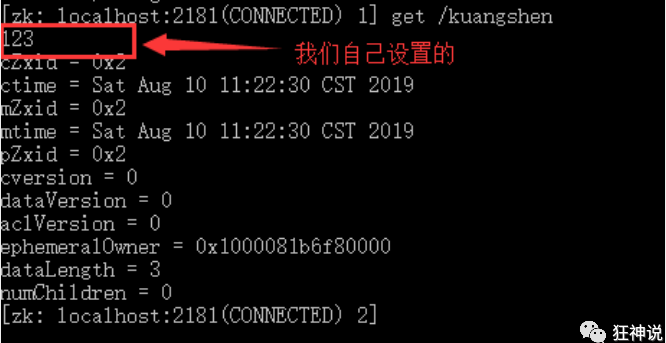 [zk: localhost:2181(CONNECTED) 1] get /kuangshen
123
我们自己设置的
cZxid = 0x2
ctime = Sat Aug 10 11:22:30 CST 2019
mZxid = 0x2
mtime = Sat Aug 10 11:22:30 CST 2019
pZxid = 0x2
cversion = 0
dataVersion = 0
aclVersion = 0
ephemeralOwner = 0x1000081b6f80000
dataLength = 3
numChildren = 0
[zk: localhost:2181(CONNECTED) 2]
狂神说